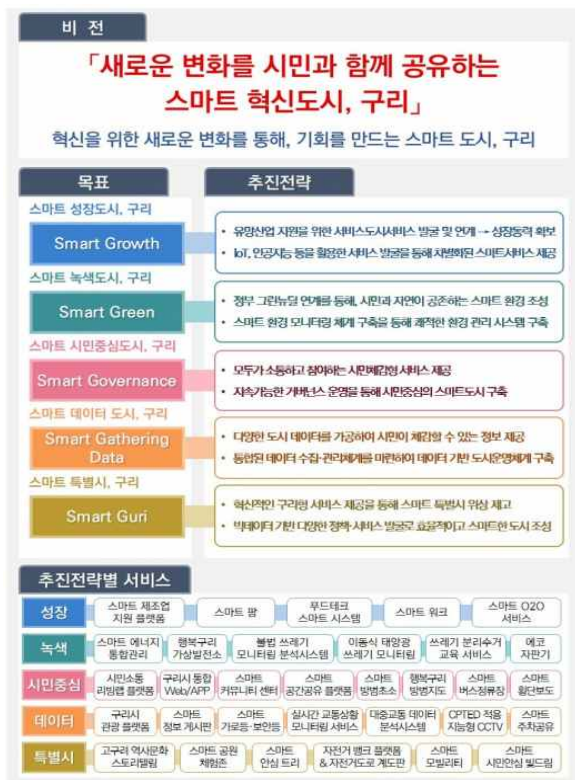 비 전
「새로운 변화를 시민과 함께 공유하는
스마트 혁신도시, 구리」
혁신을 위한 새로운 변화를 통해, 기회를 만드는 스마트 도시, 구리
목표
추진전략
스마트 성장도시, 구리
Smart Growth
• 유망산업 지원을 위한 서비스도시서비스 발굴 및 연계 → 성장동력 확보
• IoT, 인공지능 등을 활용한 서비스 발굴을 통해 차별화된 스마트서비스 제공
스마트 녹색도시, 구리
Smart Green
• 정부 그린뉴딜 연계를 통해, 시민과 자연이 공존하는 스마트 환경 조성
• 스마트 환경 모니터링 체계 구축을 통해 쾌적한 환경 관리 시스템 구축
스마트 시민중심도시, 구리
Smart Governance
• 모두가 소통하고 참여하는 시민체감형 서비스 제공
• 지속가능한 거버넌스 운영을 통해 시민중심의 스마트도시 구축
스마트 데이터 도시, 구리
Smart Gathering
Data
• 다양한 도시 데이터를 가공하여 시민이 체감할 수 있는 정보 제공
• 통합된 데이터 수집·관리체계를 마련하여 데이터 기반 도시운영체계 구축
스마트 특별시, 구리
Smart Guri
• 혁신적인 구리형 서비스 제공을 통해 스마트 특별시 위상 제고
• 빅데이터 기반 다양한 정책·서비스 발굴로 효율적이고 스마트한 도시 조성
추진전략별 서비스
성장
스마트 제조업
지원 플랫폼
스마트 팜
푸드테크
스마트 시스템
스마트 워크
스마트 O2O
서비스
녹색
스마트 에너지
통합관리
행복구리
가상발전소
불법 쓰레기
모니터링 분석시스템
이동식 태양광
쓰레기 모니터링
쓰레기 분리수거
교육 서비스
에코
자판기
시민중심
시민소통
리빙랩 플랫폼
구리시 통합
Web/APP
스마트
커뮤니티 센터
스마트
공간공유 플랫폼
스마트
방범초소
행복구리
방범지도
스마트
버스정류장
스마트
횡단보도
데이터
구리시
관광 플랫폼
스마트
정보 게시판
스마트
가로등·보안등
실시간 교통상황
모니터링 서비스
대중교통 데이터
분석시스템
CPTED 적용
지능형 CCTV
스마트
주차공유
특별시
고구려 역사문화
스토리텔링
스마트 공원
체험존
스마트
안심 트리
자전거 뱅크 플랫폼
& 자전거도로 계도판
스마트
모빌리티
스마트
시민안심 빛드림